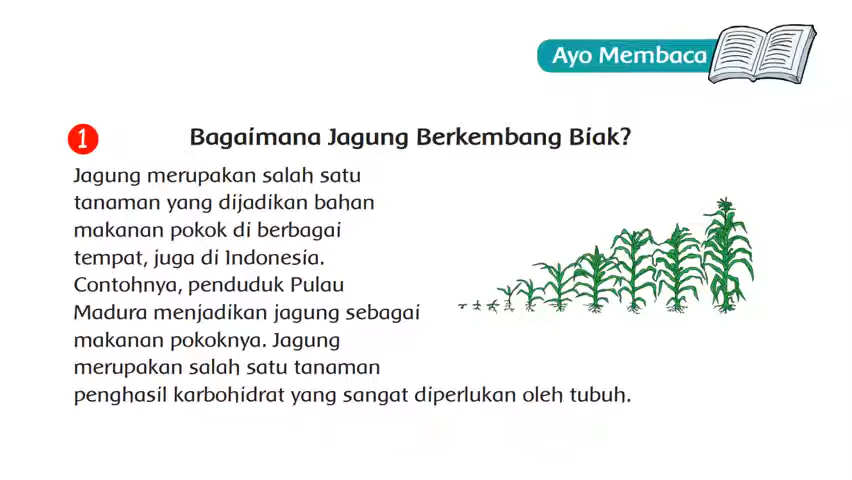 Ayo Membaca
1
Bagaimana Jagung Berkembang Biak?
Jagung merupakan salah satu
tanaman yang dijadikan bahan
makanan pokok di berbagai
tempat, juga di Indonesia.
Contohnya, penduduk Pulau
Madura menjadikan jagung sebagai
makanan pokoknya. Jagung
merupakan salah satu tanaman
penghasil karbohidrat yang sangat diperlukan oleh tubuh.